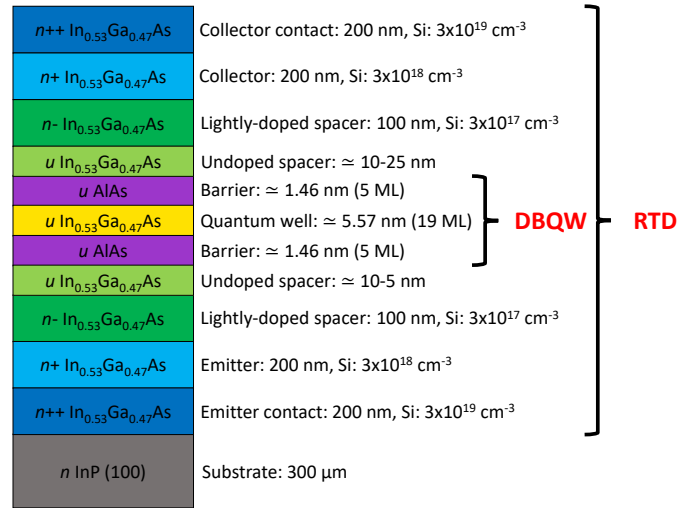 n++ In0.53Ga0.47As Collector contact: 200 nm, Si: 3x10^19 cm^-3
n+ In0.53Ga0.47As Collector: 200 nm, Si: 3x10^18 cm^-3
n- In0.53Ga0.47As Lightly-doped spacer: 100 nm, Si: 3x10^17 cm^-3
u In0.53Ga0.47As Undoped spacer: ≃ 10-25 nm
u AlAs Barrier: ≃ 1.46 nm (5 ML)
u In0.53Ga0.47As Quantum well: ≃ 5.57 nm (19 ML) DBQW RTD
u AlAs Barrier: ≃ 1.46 nm (5 ML)
u In0.53Ga0.47As Undoped spacer: ≃ 10-5 nm
n- In0.53Ga0.47As Lightly-doped spacer: 100 nm, Si: 3x10^17 cm^-3
n+ In0.53Ga0.47As Emitter: 200 nm, Si: 3x10^18 cm^-3
n++ In0.53Ga0.47As Emitter contact: 200 nm, Si: 3x10^19 cm^-3
n InP (100) Substrate: 300 µm